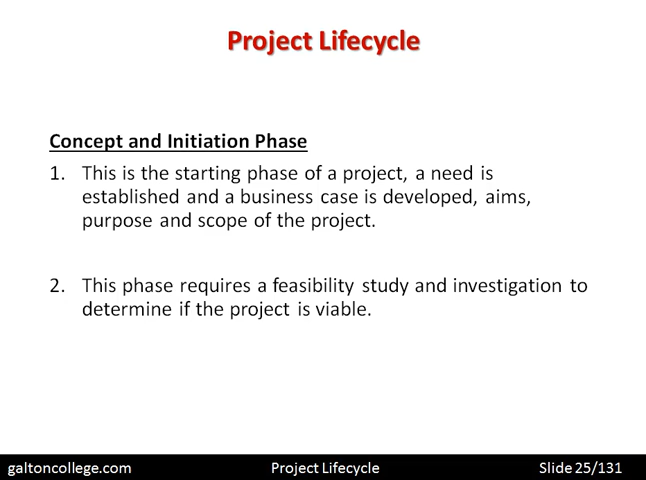 Project Lifecycle
Concept and Initiation Phase
1. This is the starting phase of a project, a need is
established and a business case is developed, aims,
purpose and scope of the project.
2. This phase requires a feasibility study and investigation to
determine if the project is viable.
galtoncollege.com Project Lifecycle Slide 25/131